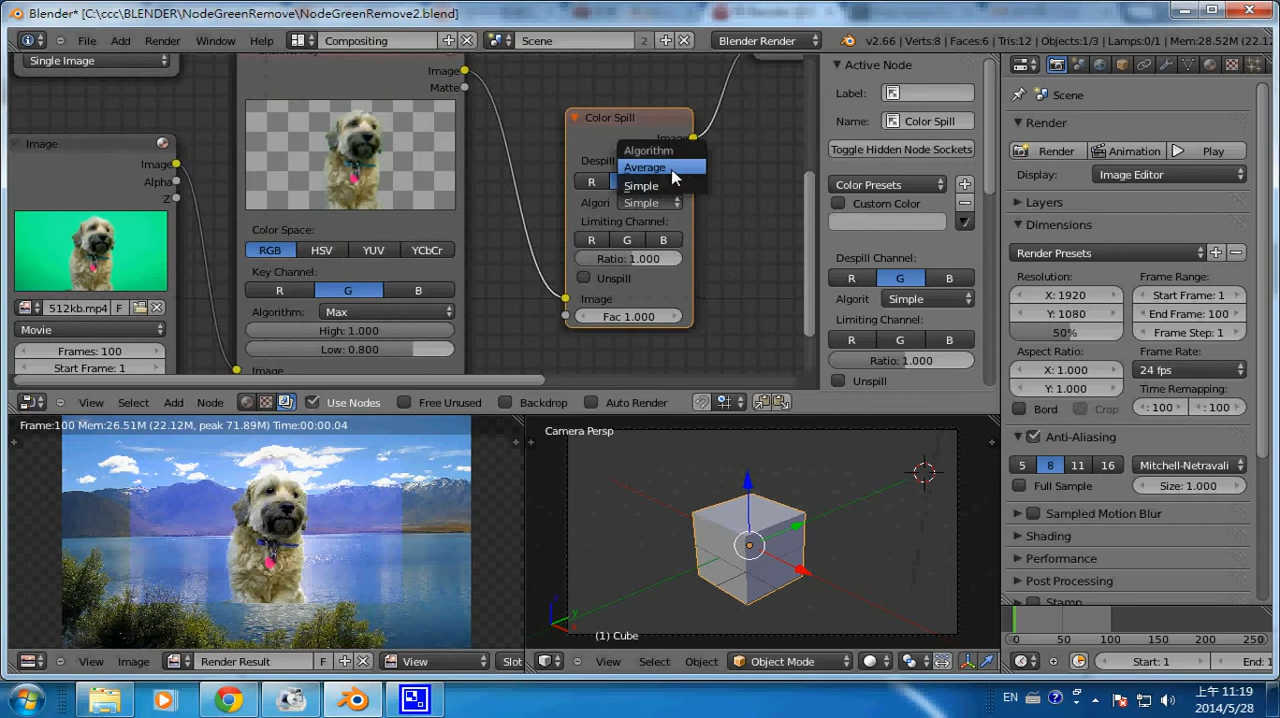 Blender* [C:\ccc\BLENDER\NodeGreenRemove\NodeGreenRemove2.blend]
File Add Render Window Help Compositing Scene 2 Blender Render v2.66 | Verts:8 | Faces:6 | Tris:12 | Objects:1/3 | Lamps:0/1 | Mem:28.52M (22.12
Single Image
Image
Matte
Image
Image
Alpha
Z
512kb.mp4 F
Movie
Frames: 100
Start Frame: 1
Color Space:
RGB HSV YUV YCbCr
Key Channel:
R G B
Algorithm: Max
High: 1.000
Low: 0.800
Image
Color Spill
Image
Despill
R
Algorithm
Average
Simple
Algori Simple
Limiting Channel:
R G B
Ratio: 1.000
Unspill
Image
Fac 1.000
Active Node
Label:
Name: Color Spill
Toggle Hidden Node Sockets
Color Presets
Custom Color
Despill Channel:
R G B
Algorit Simple
Limiting Channel:
R G B
Ratio: 1.000
Unspill
Scene
Render
Render Animation Play
Display: Image Editor
Layers
Dimensions
Render Presets
Resolution: Frame Range:
X: 1920 Start Frame: 1
Y: 1080 End Frame: 100
50% Frame Step: 1
Aspect Ratio: Frame Rate:
X: 1.000 24 fps
Y: 1.000 Time Remapping:
Bord Crop :100 :100
Anti-Aliasing
5 8 11 16 Mitchell-Netravali
Full Sample Size: 1.000
Sampled Motion Blur
Shading
Performance
Post Processing
Stamp
View Select Add Node Use Nodes Free Unused Backdrop Auto Render
Frame:100 Mem:26.51M (22.12M, peak 71.89M) Time:00:00.04
Camera Persp
z
y
x
(1) Cube
0 50 100 150 200 250
View Image Render Result F View Slot
View Select Object Object Mode
Start: 1 End: 1
EN ? 上午 11:19
2014/5/28